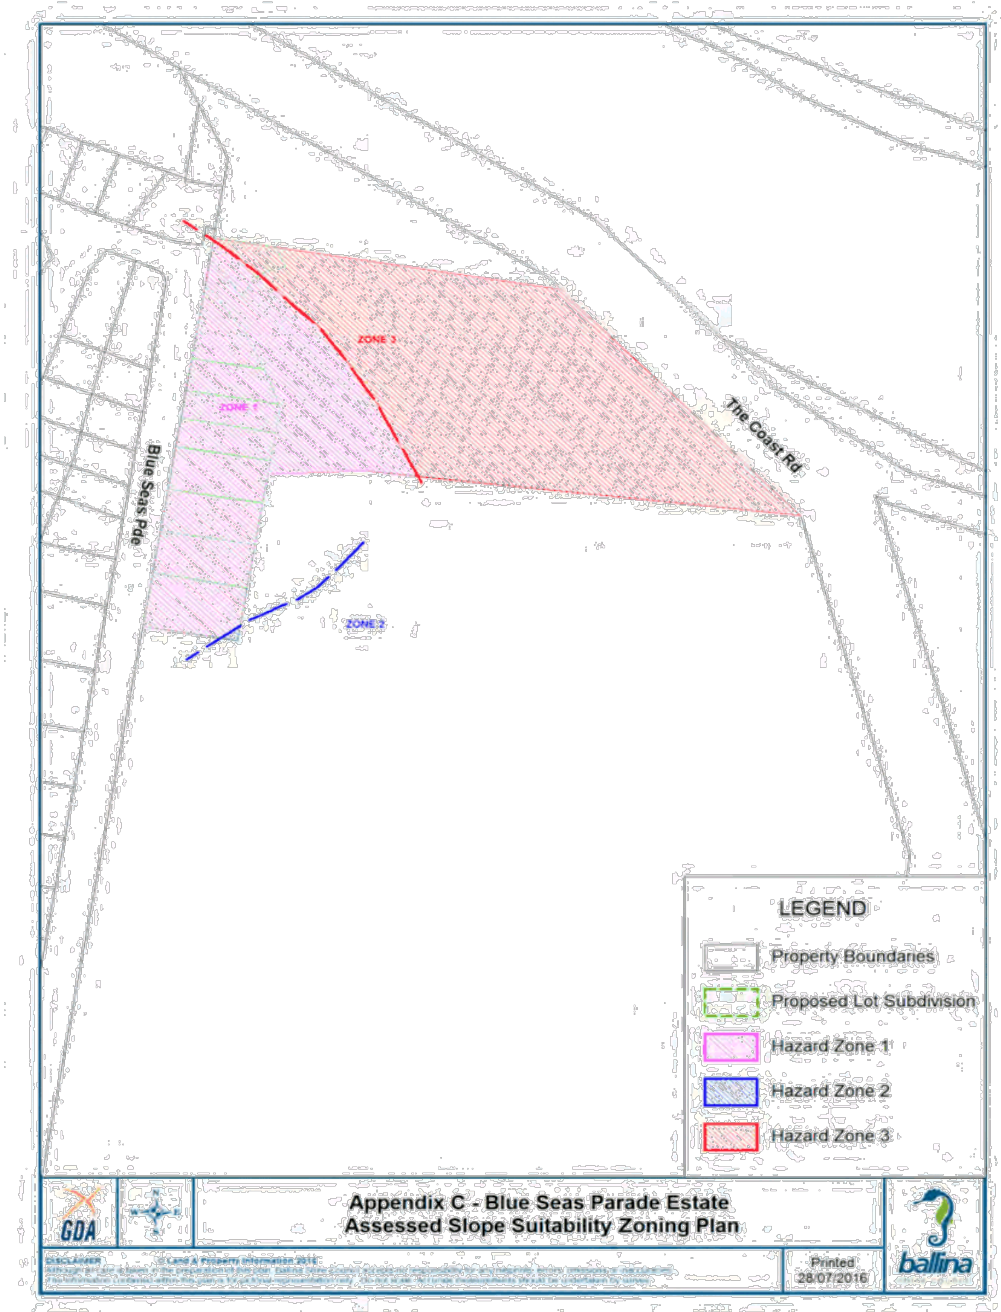 ZONE 3
ZONE 1
The Coast Rd
Blue Seas Pde
ZONE 2
LEGEND
Property Boundaries
Proposed Lot Subdivision
Hazard Zone 1
Hazard Zone 2
Hazard Zone 3
GDA
N
Appendix C - Blue Seas Parade Estate
Assessed Slope Suitability Zoning Plan
ballina
DISCLAIMER © Land & Property Information 2016
Printed
28/07/2016